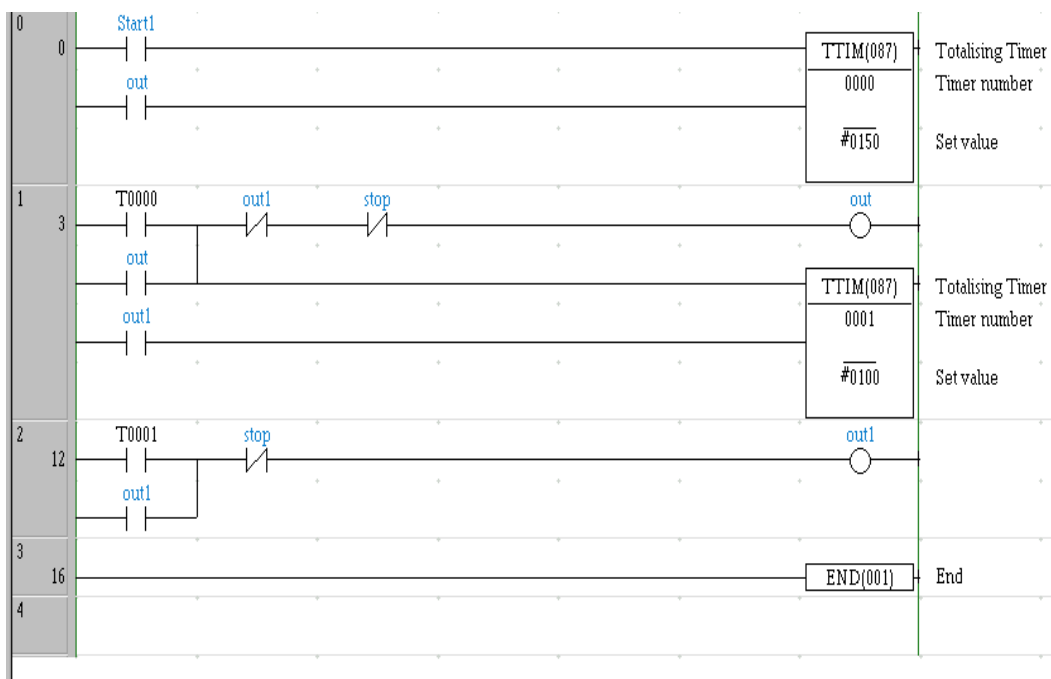 0
Start1
0
TTIM(087)
Totalising Timer
out
0000
Timer number
#0150
Set value
1
T0000
out1
stop
out
3
out
TTIM(087)
Totalising Timer
out1
0001
Timer number
#0100
Set value
2
T0001
stop
out1
12
out1
3
16
END(001)
End
4